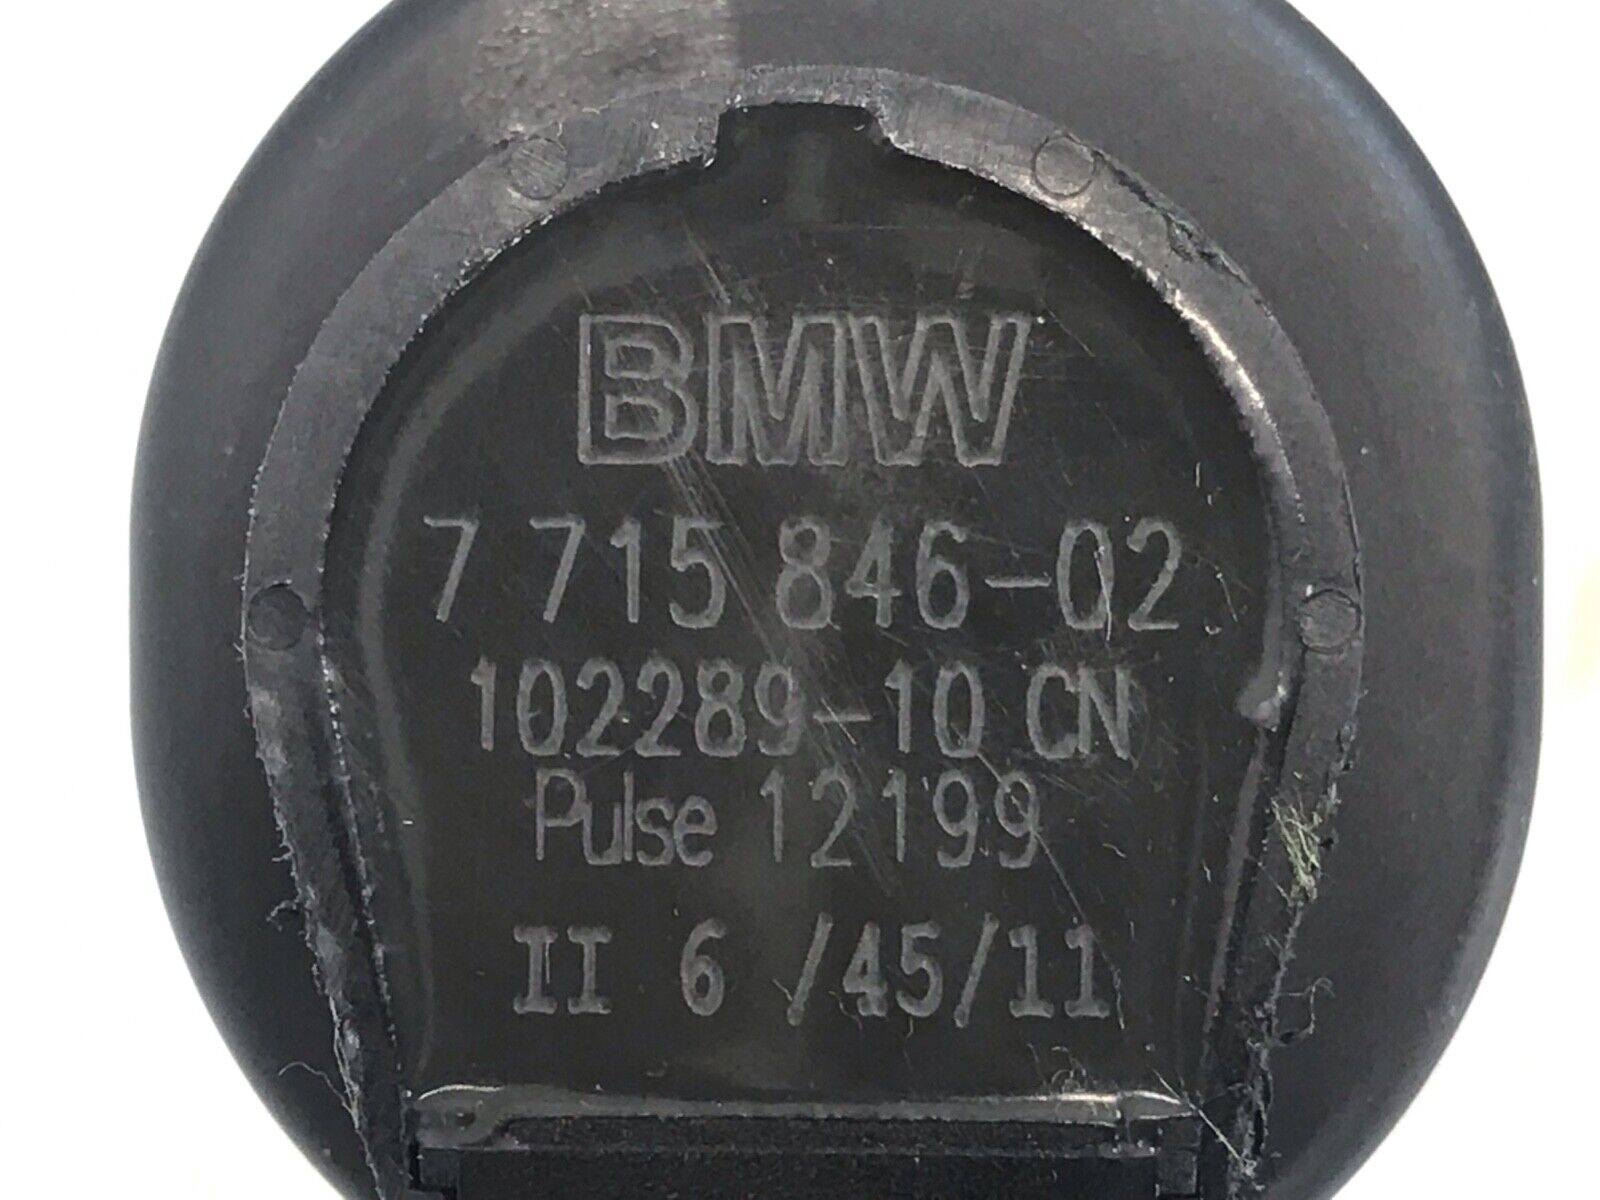 BMW
7 715 846-02
102289-10 CN
Pulse 12199
II 6 /45/11